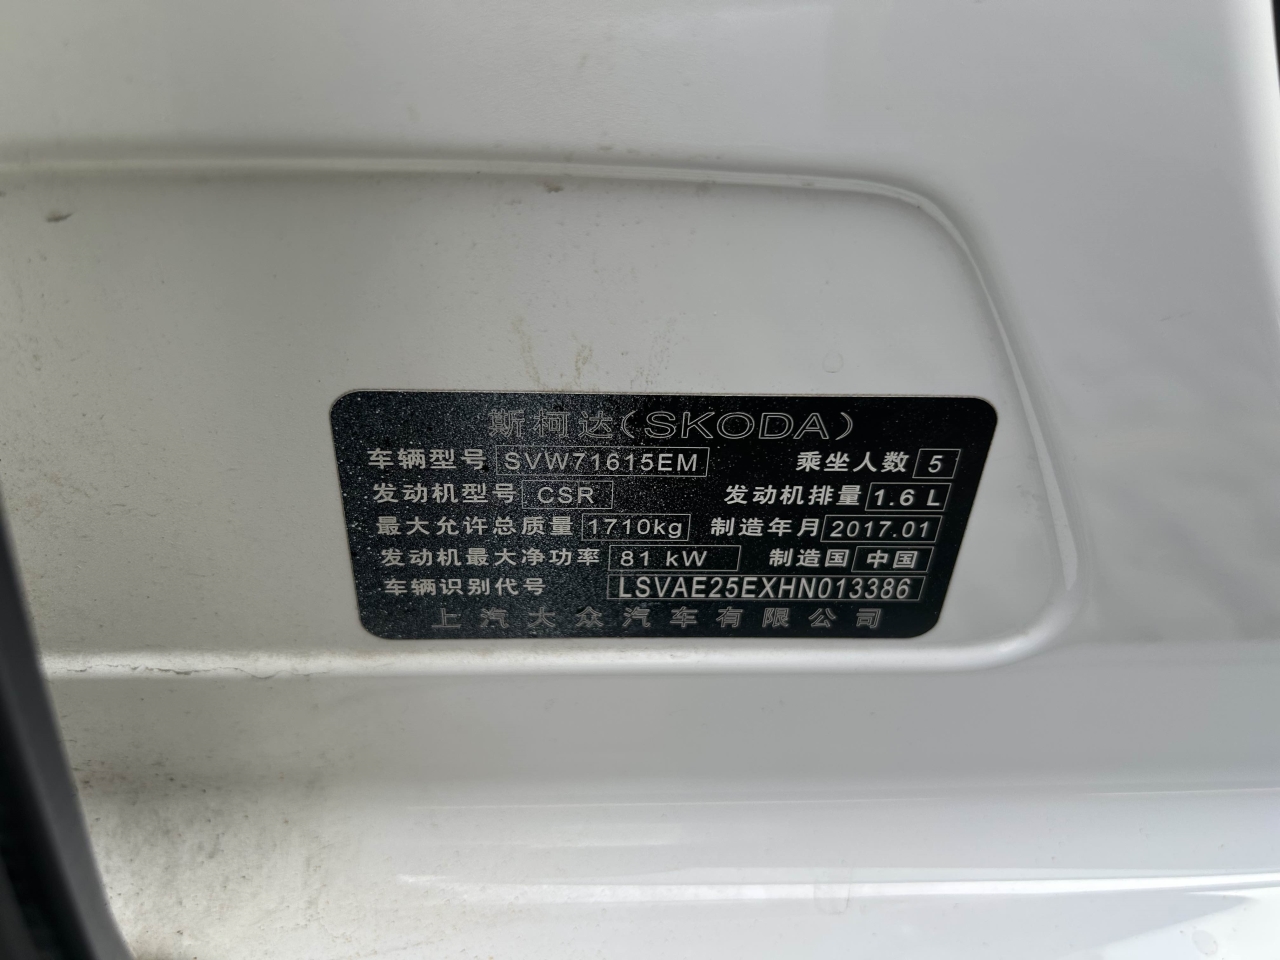 斯柯达(SKODA)
车辆型号 SVW71615EM 乘坐人数 5
发动机型号 CSR 发动机排量 1.6 L
最大允许总质量 1710kg 制造年月 2017.01
发动机最大净功率 81 kW 制造国 中国
车辆识别代号 LSVAE25EXHN013386
上汽大众汽车有限公司